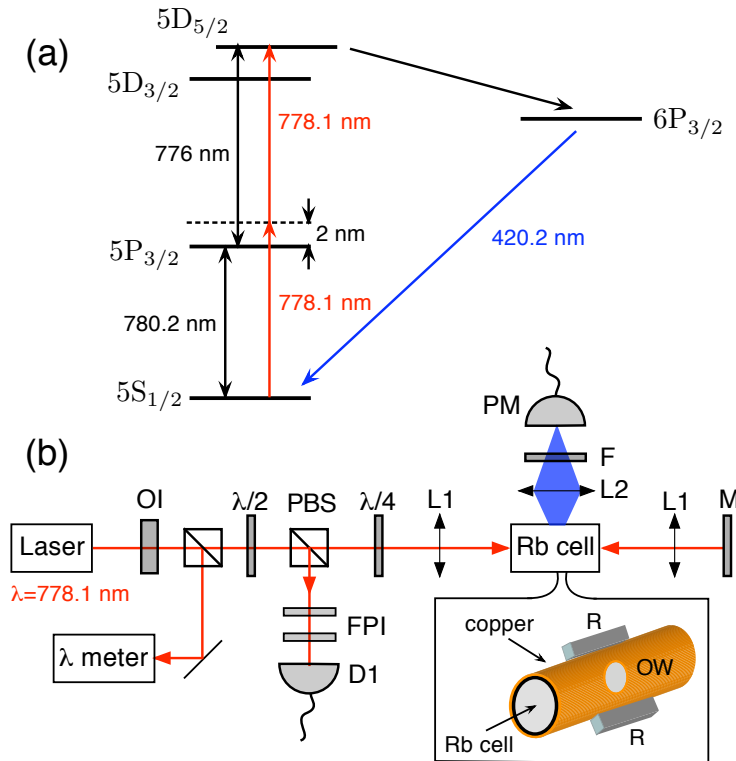 (a)
5D5/2
5D3/2
778.1 nm
6P3/2
776 nm
2 nm
420.2 nm
5P3/2
778.1 nm
780.2 nm
5S1/2
(b)
PM
F
L2
OI
λ/2
PBS
λ/4
L1
L1
M
Laser
Rb cell
λ=778.1 nm
FPI
λ meter
D1
copper
R
OW
Rb cell
R